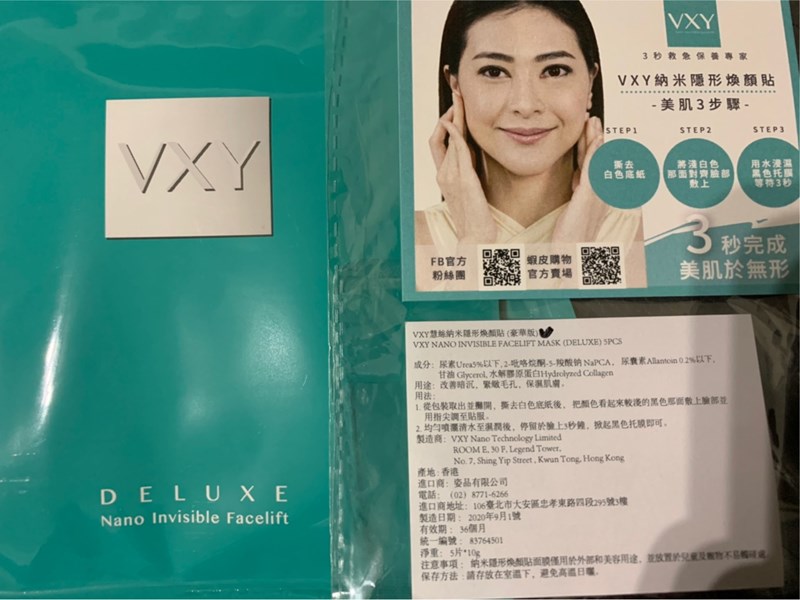 VXY
DELUXE
Nano Invisible Facelift
VXY
3秒救急保養專家
VXY納米隱形煥顏貼
-美肌3步驟-
STEP1
撕去
白色底紙
STEP2
將淺白色
那面對齊臉部
敷上
STEP3
用水浸濕
黑色托膜
等待3秒
3秒完成
美肌於無形
FB官方
粉絲團
蝦皮購物
官方賣場
VXY慧絲納米隱形煥顏貼 (豪華版)
VXY NANO INVISIBLE FACELIFT MASK (DELUXE) 5PCS
成分: 尿素Urea5%以下, 2-吡咯烷酮-5-羧酸钠 NaPCA, 尿囊素Allantoin 0.2%以下,
甘油 Glycerol, 水解膠原蛋白Hydrolyzed Collagen
用途: 改善暗沉, 緊緻毛孔, 保濕肌膚。
用法:
1. 從包裝取出並攤開, 撕去白色底紙後, 把顏色看起來較淺的黑色那面敷上臉部並
用指尖調至貼服。
2. 均勻噴灑清水至濕潤後, 停留於臉上3秒鐘, 掀起黑色托膜即可。
製造商: VXY Nano Technology Limited
ROOM E, 30 F, Legend Tower,
No. 7, Shing Yip Street , Kwan Tong, Hong Kong
產地: 香港
進口商: 姿品有限公司
電話: (02) 8771-6266
進口商地址: 106臺北市大安區忠孝東路四段295號3樓
製造日期: 2020年9月1號
有效期: 36個月
統一編號: 83764501
淨重: 5片*10g
注意事項: 納米隱形煥顏貼面膜僅用於外部和美容用途, 並放置於兒童及寵物不易觸碰處
保存方法: 請存放在室溫下, 避免高溫日曬。